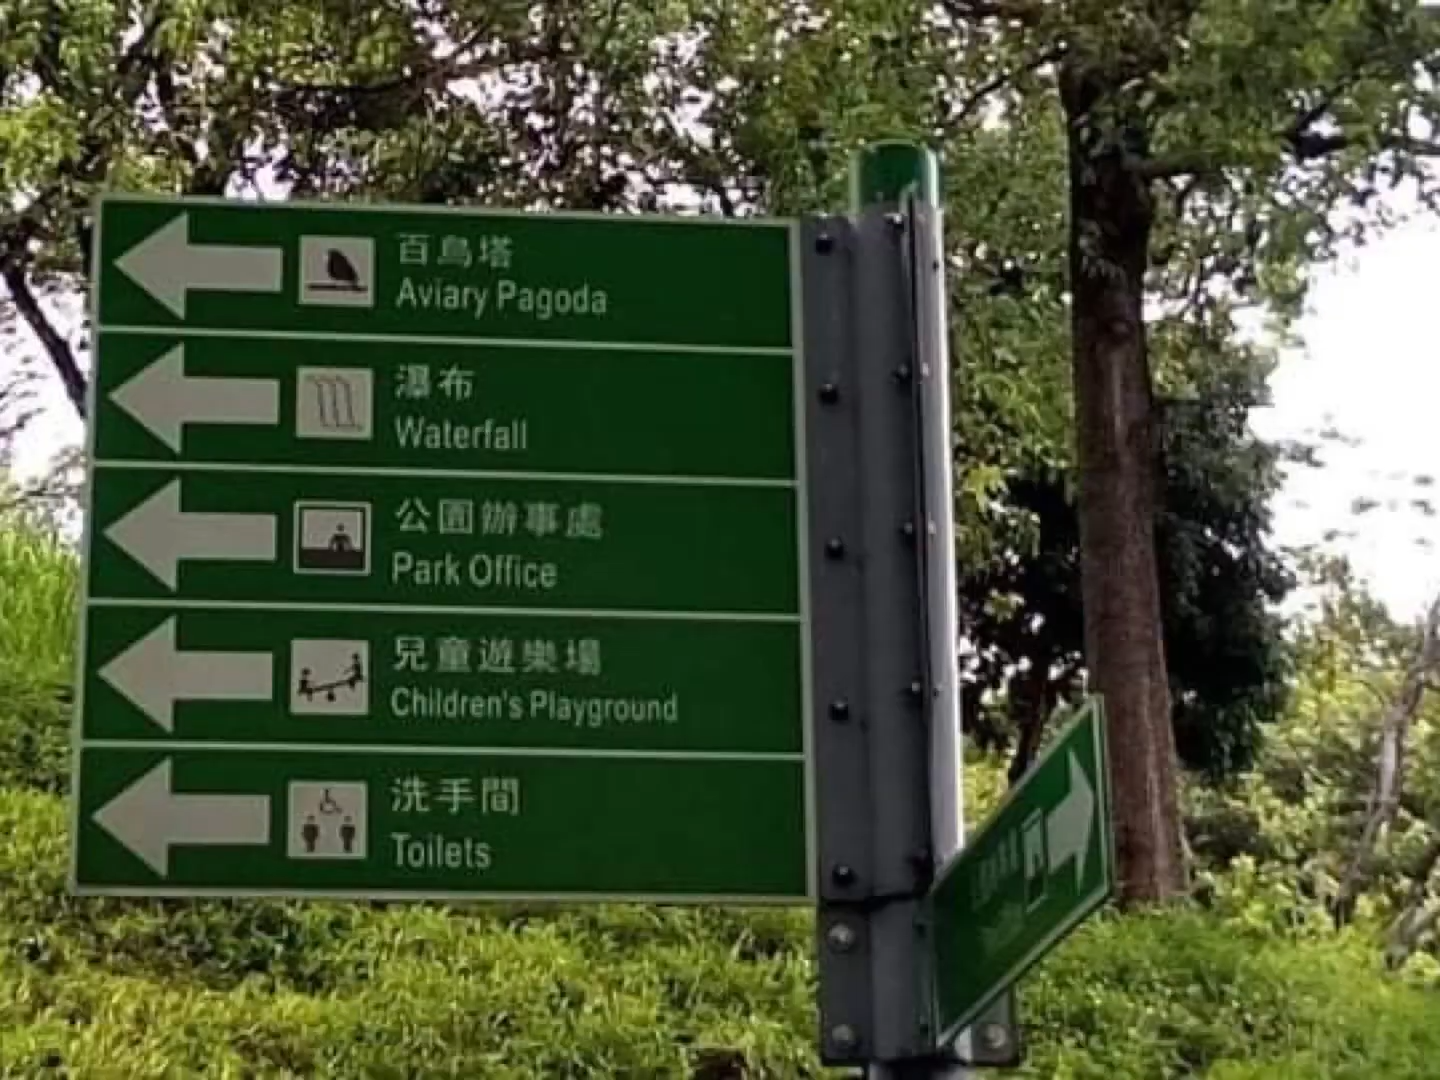 百鳥塔
Aviary Pagoda
瀑布
Waterfall
公園辦事處
Park Office
兒童遊樂場
Children's Playground
洗手間
Toilets